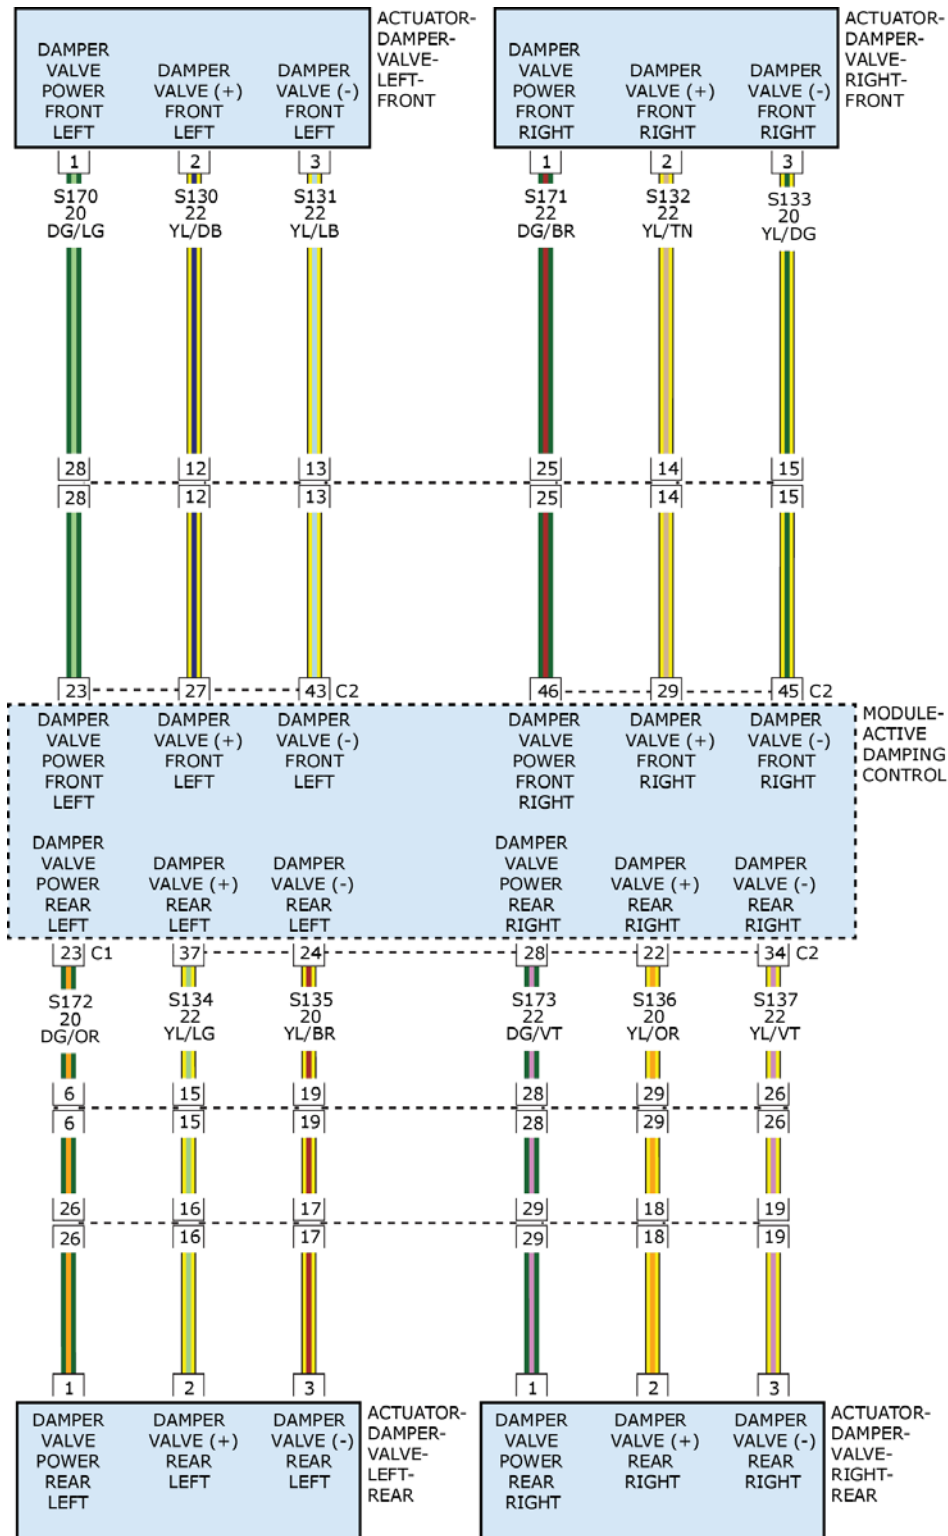 ACTUATOR-
DAMPER-
VALVE-
LEFT-
FRONT
DAMPER
VALVE
POWER
FRONT
LEFT
DAMPER
VALVE (+)
FRONT
LEFT
DAMPER
VALVE (-)
FRONT
LEFT
ACTUATOR-
DAMPER-
VALVE-
RIGHT-
FRONT
DAMPER
VALVE
POWER
FRONT
RIGHT
DAMPER
VALVE (+)
FRONT
RIGHT
DAMPER
VALVE (-)
FRONT
RIGHT
1 2 3 1 2 3
S170
20
DG/LG
S130
22
YL/DB
S131
22
YL/LB
S171
22
DG/BR
S132
22
YL/TN
S133
20
YL/DG
28 12 13 25 14 15
28 12 13 25 14 15
23 27 43 C2 46 29 45 C2
MODULE-
ACTIVE
DAMPING
CONTROL
DAMPER
VALVE
POWER
FRONT
LEFT
DAMPER
VALVE (+)
FRONT
LEFT
DAMPER
VALVE (-)
FRONT
LEFT
DAMPER
VALVE
POWER
FRONT
RIGHT
DAMPER
VALVE (+)
FRONT
RIGHT
DAMPER
VALVE (-)
FRONT
RIGHT
DAMPER
VALVE
POWER
REAR
LEFT
DAMPER
VALVE (+)
REAR
LEFT
DAMPER
VALVE (-)
REAR
LEFT
DAMPER
VALVE
POWER
REAR
RIGHT
DAMPER
VALVE (+)
REAR
RIGHT
DAMPER
VALVE (-)
REAR
RIGHT
23 C1 37 24 28 22 34 C2
S172
20
DG/OR
S134
22
YL/LG
S135
20
YL/BR
S173
22
DG/VT
S136
20
YL/OR
S137
22
YL/VT
6 15 19 28 29 26
6 15 19 28 29 26
26 16 17 29 18 19
26 16 17 29 18 19
1 2 3 1 2 3
DAMPER
VALVE
POWER
REAR
LEFT
DAMPER
VALVE (+)
REAR
LEFT
DAMPER
VALVE (-)
REAR
LEFT
ACTUATOR-
DAMPER-
VALVE-
LEFT-
REAR
DAMPER
VALVE
POWER
REAR
RIGHT
DAMPER
VALVE (+)
REAR
RIGHT
DAMPER
VALVE (-)
REAR
RIGHT
ACTUATOR-
DAMPER-
VALVE-
RIGHT-
REAR